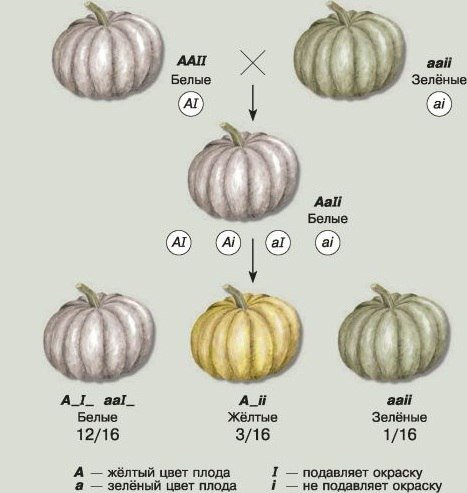 AAII
Белые
AI
aaii
Зелёные
ai
AaIi
Белые
AI Ai aI ai
A_I_ aaI_
Белые
12/16
A_ii
Жёлтые
3/16
aaii
Зелёные
1/16
A — жёлтый цвет плода
a — зелёный цвет плода
I — подавляет окраску
i — не подавляет окраску